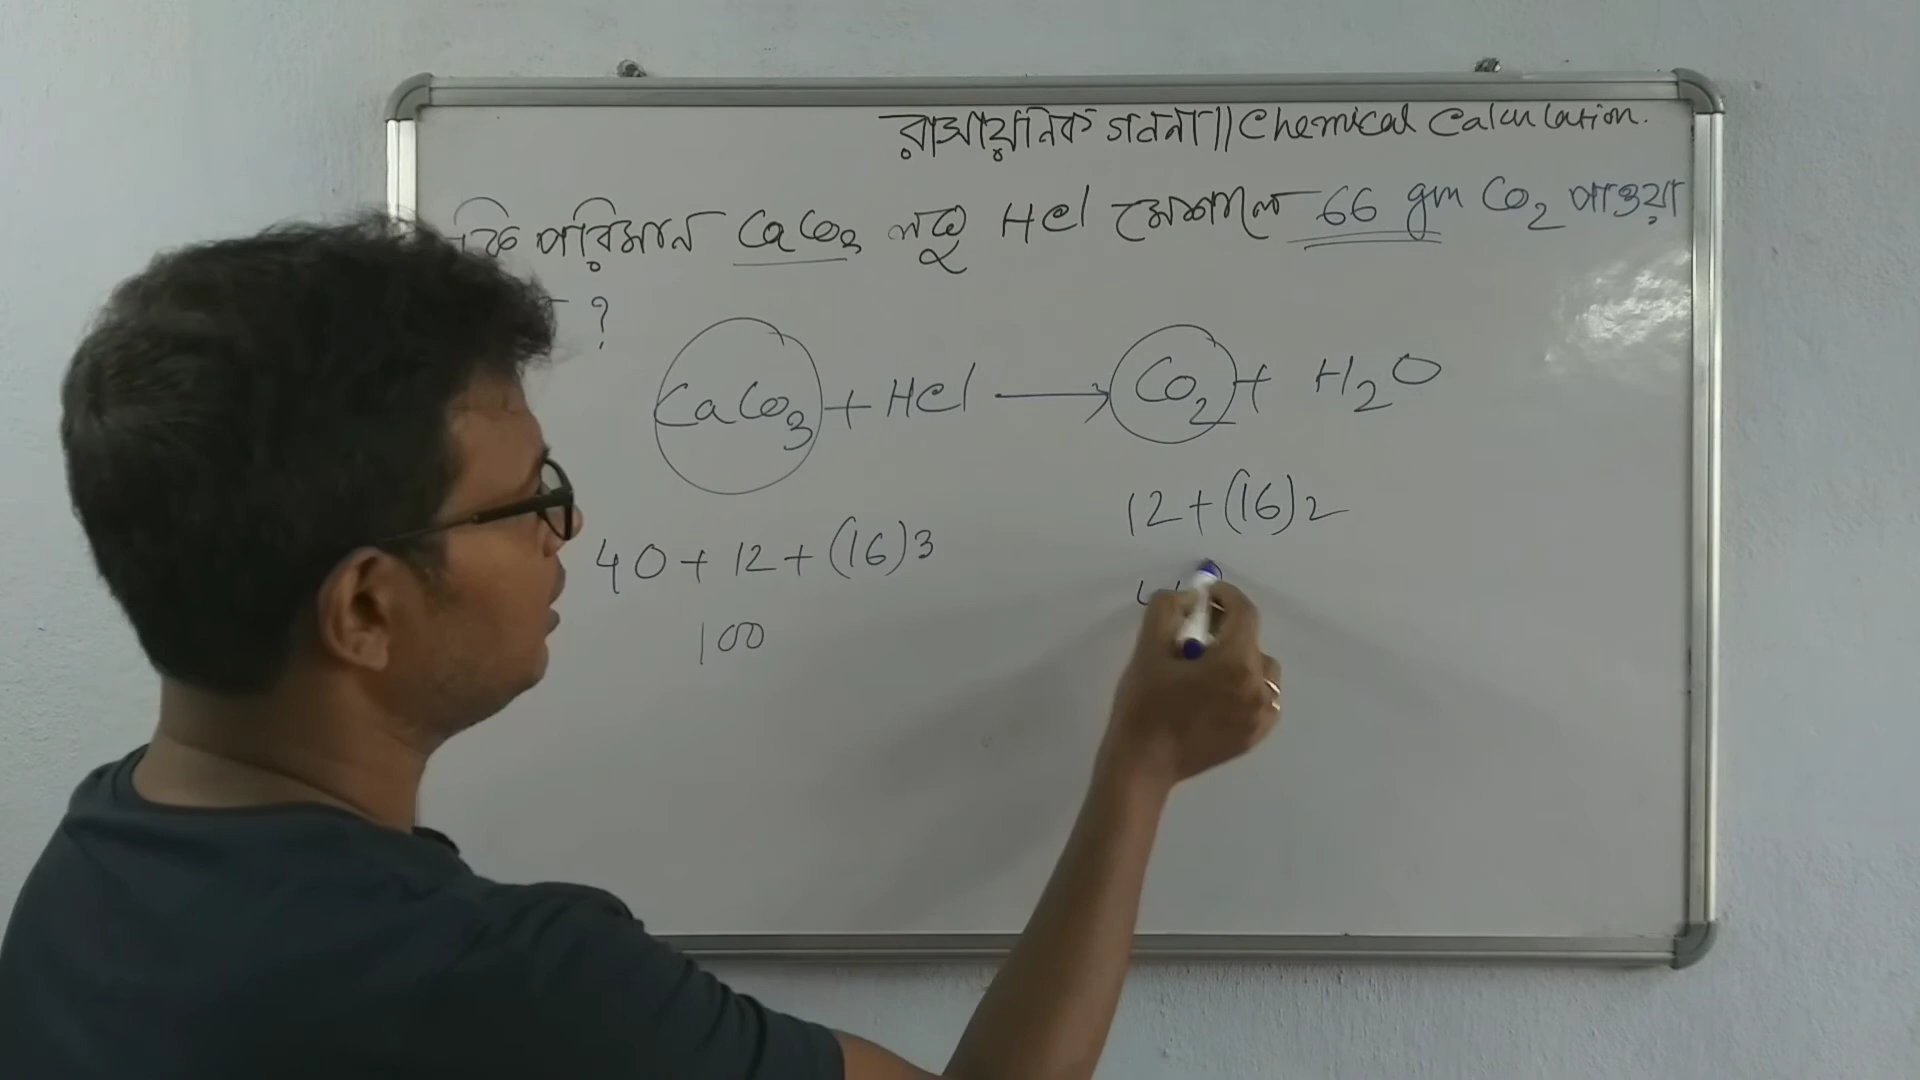 রাসায়নিক গননা || Chemical Calculation.
কি পরিমান CaCO3 লঘু HCl মেশালে 66 gm CO2 পাওয়া
?
CaCO3 + HCl → CO2 + H2O
12+(16)2
40+12+(16)3
100